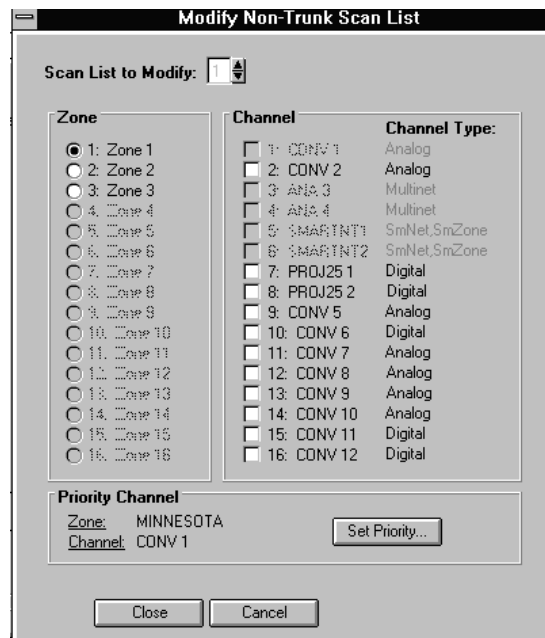 Modify Non-Trunk Scan List
Scan List to Modify: 1
Zone
1: Zone 1
2: Zone 2
3: Zone 3
4. Zone 4
5. Zone 5
6. Zone 6
7. Zone 7
8. Zone 8
9. Zone 9
10. Zone 10
11. Zone 11
12. Zone 12
13. Zone 13
14. Zone 14
15. Zone 15
16. Zone 16
Channel
Channel Type:
1: CONV 1 Analog
2: CONV 2 Analog
3: ANA 3 Multinet
4: ANA 4 Multinet
5: SMARTNT1 SmNet,SmZone
6: SMARTNT2 SmNet,SmZone
7: PROJ25 1 Digital
8: PROJ25 2 Digital
9: CONV 5 Analog
10: CONV 6 Digital
11: CONV 7 Analog
12: CONV 8 Analog
13: CONV 9 Analog
14: CONV 10 Analog
15: CONV 11 Digital
16: CONV 12 Digital
Priority Channel
Zone: MINNESOTA
Channel: CONV 1
Set Priority...
Close Cancel